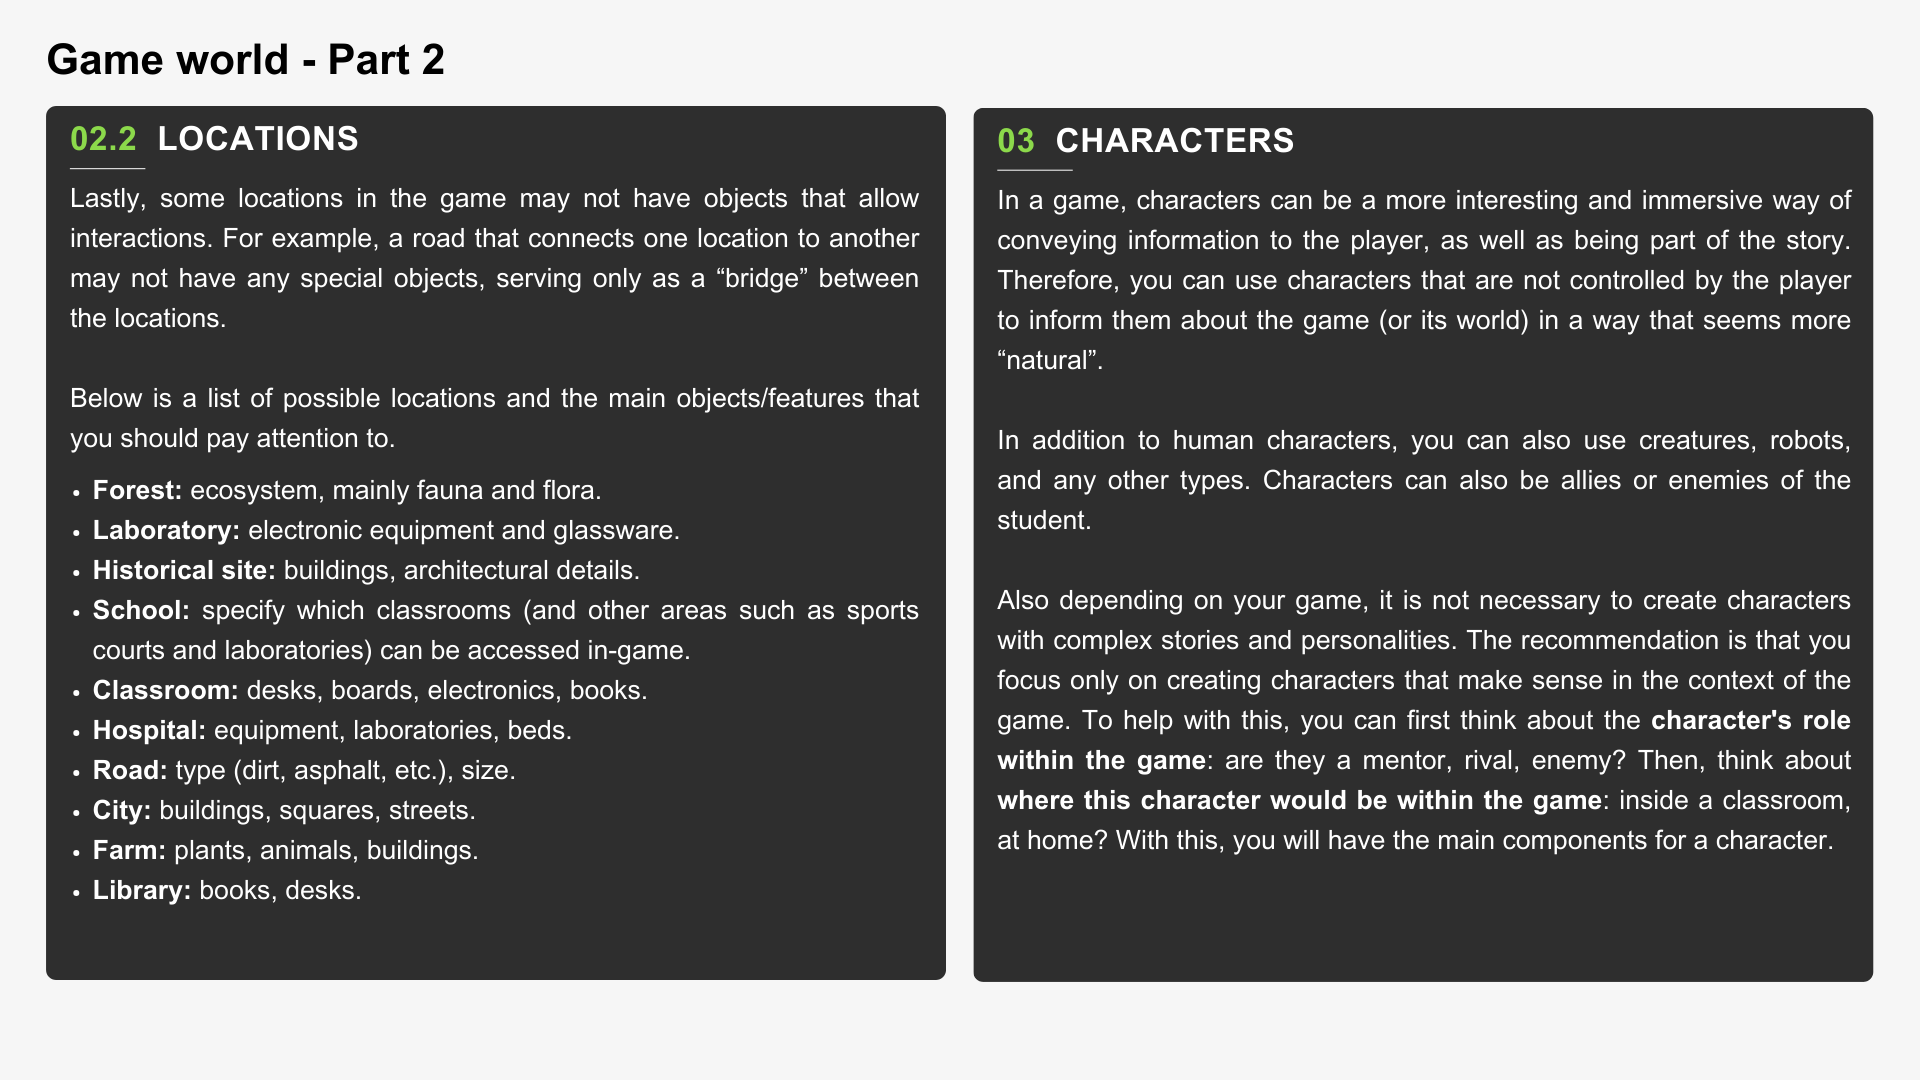 Game world - Part 2
02.2 LOCATIONS
Lastly, some locations in the game may not have objects that allow
interactions. For example, a road that connects one location to another
may not have any special objects, serving only as a “bridge” between
the locations.
Below is a list of possible locations and the main objects/features that
you should pay attention to.
• Forest: ecosystem, mainly fauna and flora.
• Laboratory: electronic equipment and glassware.
• Historical site: buildings, architectural details.
• School: specify which classrooms (and other areas such as sports
courts and laboratories) can be accessed in-game.
• Classroom: desks, boards, electronics, books.
• Hospital: equipment, laboratories, beds.
• Road: type (dirt, asphalt, etc.), size.
• City: buildings, squares, streets.
• Farm: plants, animals, buildings.
• Library: books, desks.
03 CHARACTERS
In a game, characters can be a more interesting and immersive way of
conveying information to the player, as well as being part of the story.
Therefore, you can use characters that are not controlled by the player
to inform them about the game (or its world) in a way that seems more
“natural”.
In addition to human characters, you can also use creatures, robots,
and any other types. Characters can also be allies or enemies of the
student.
Also depending on your game, it is not necessary to create characters
with complex stories and personalities. The recommendation is that you
focus only on creating characters that make sense in the context of the
game. To help with this, you can first think about the character's role
within the game: are they a mentor, rival, enemy? Then, think about
where this character would be within the game: inside a classroom,
at home? With this, you will have the main components for a character.